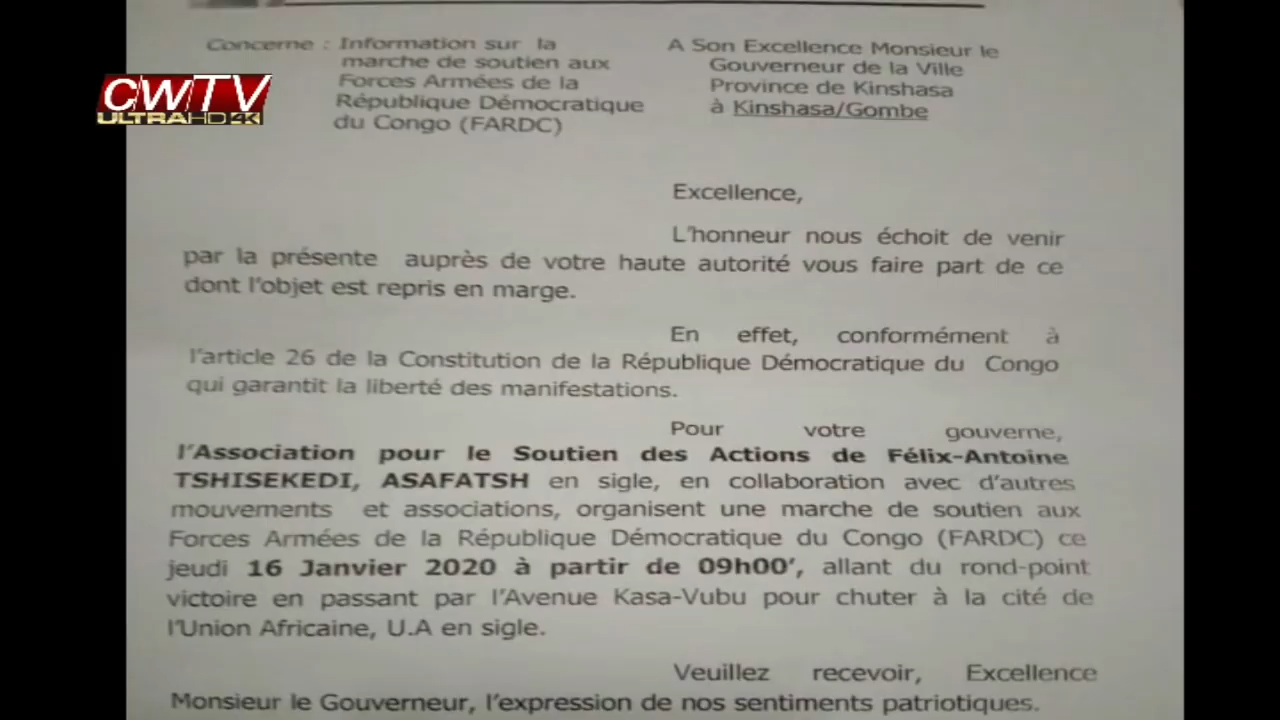 Concerne : Information sur la
marche de soutien aux
Forces Armées de la
République Démocratique
du Congo (FARDC)
A Son Excellence Monsieur le
Gouverneur de la Ville
Province de Kinshasa
à Kinshasa/Gombe
CWTV
ULTRAHD4K
Excellence,
L'honneur nous échoit de venir
par la présente auprès de votre haute autorité vous faire part de ce
dont l'objet est repris en marge.
En effet, conformément à
l'article 26 de la Constitution de la République Démocratique du Congo
qui garantit la liberté des manifestations.
Pour votre gouverne,
l'Association pour le Soutien des Actions de Félix-Antoine
TSHISEKEDI, ASAFATSH en sigle, en collaboration avec d'autres
mouvements et associations, organisent une marche de soutien aux
Forces Armées de la République Démocratique du Congo (FARDC) ce
jeudi 16 Janvier 2020 à partir de 09h00', allant du rond-point
victoire en passant par l'Avenue Kasa-Vubu pour chuter à la cité de
l'Union Africaine, U.A en sigle.
Veuillez recevoir, Excellence
Monsieur le Gouverneur, l'expression de nos sentiments patriotiques.